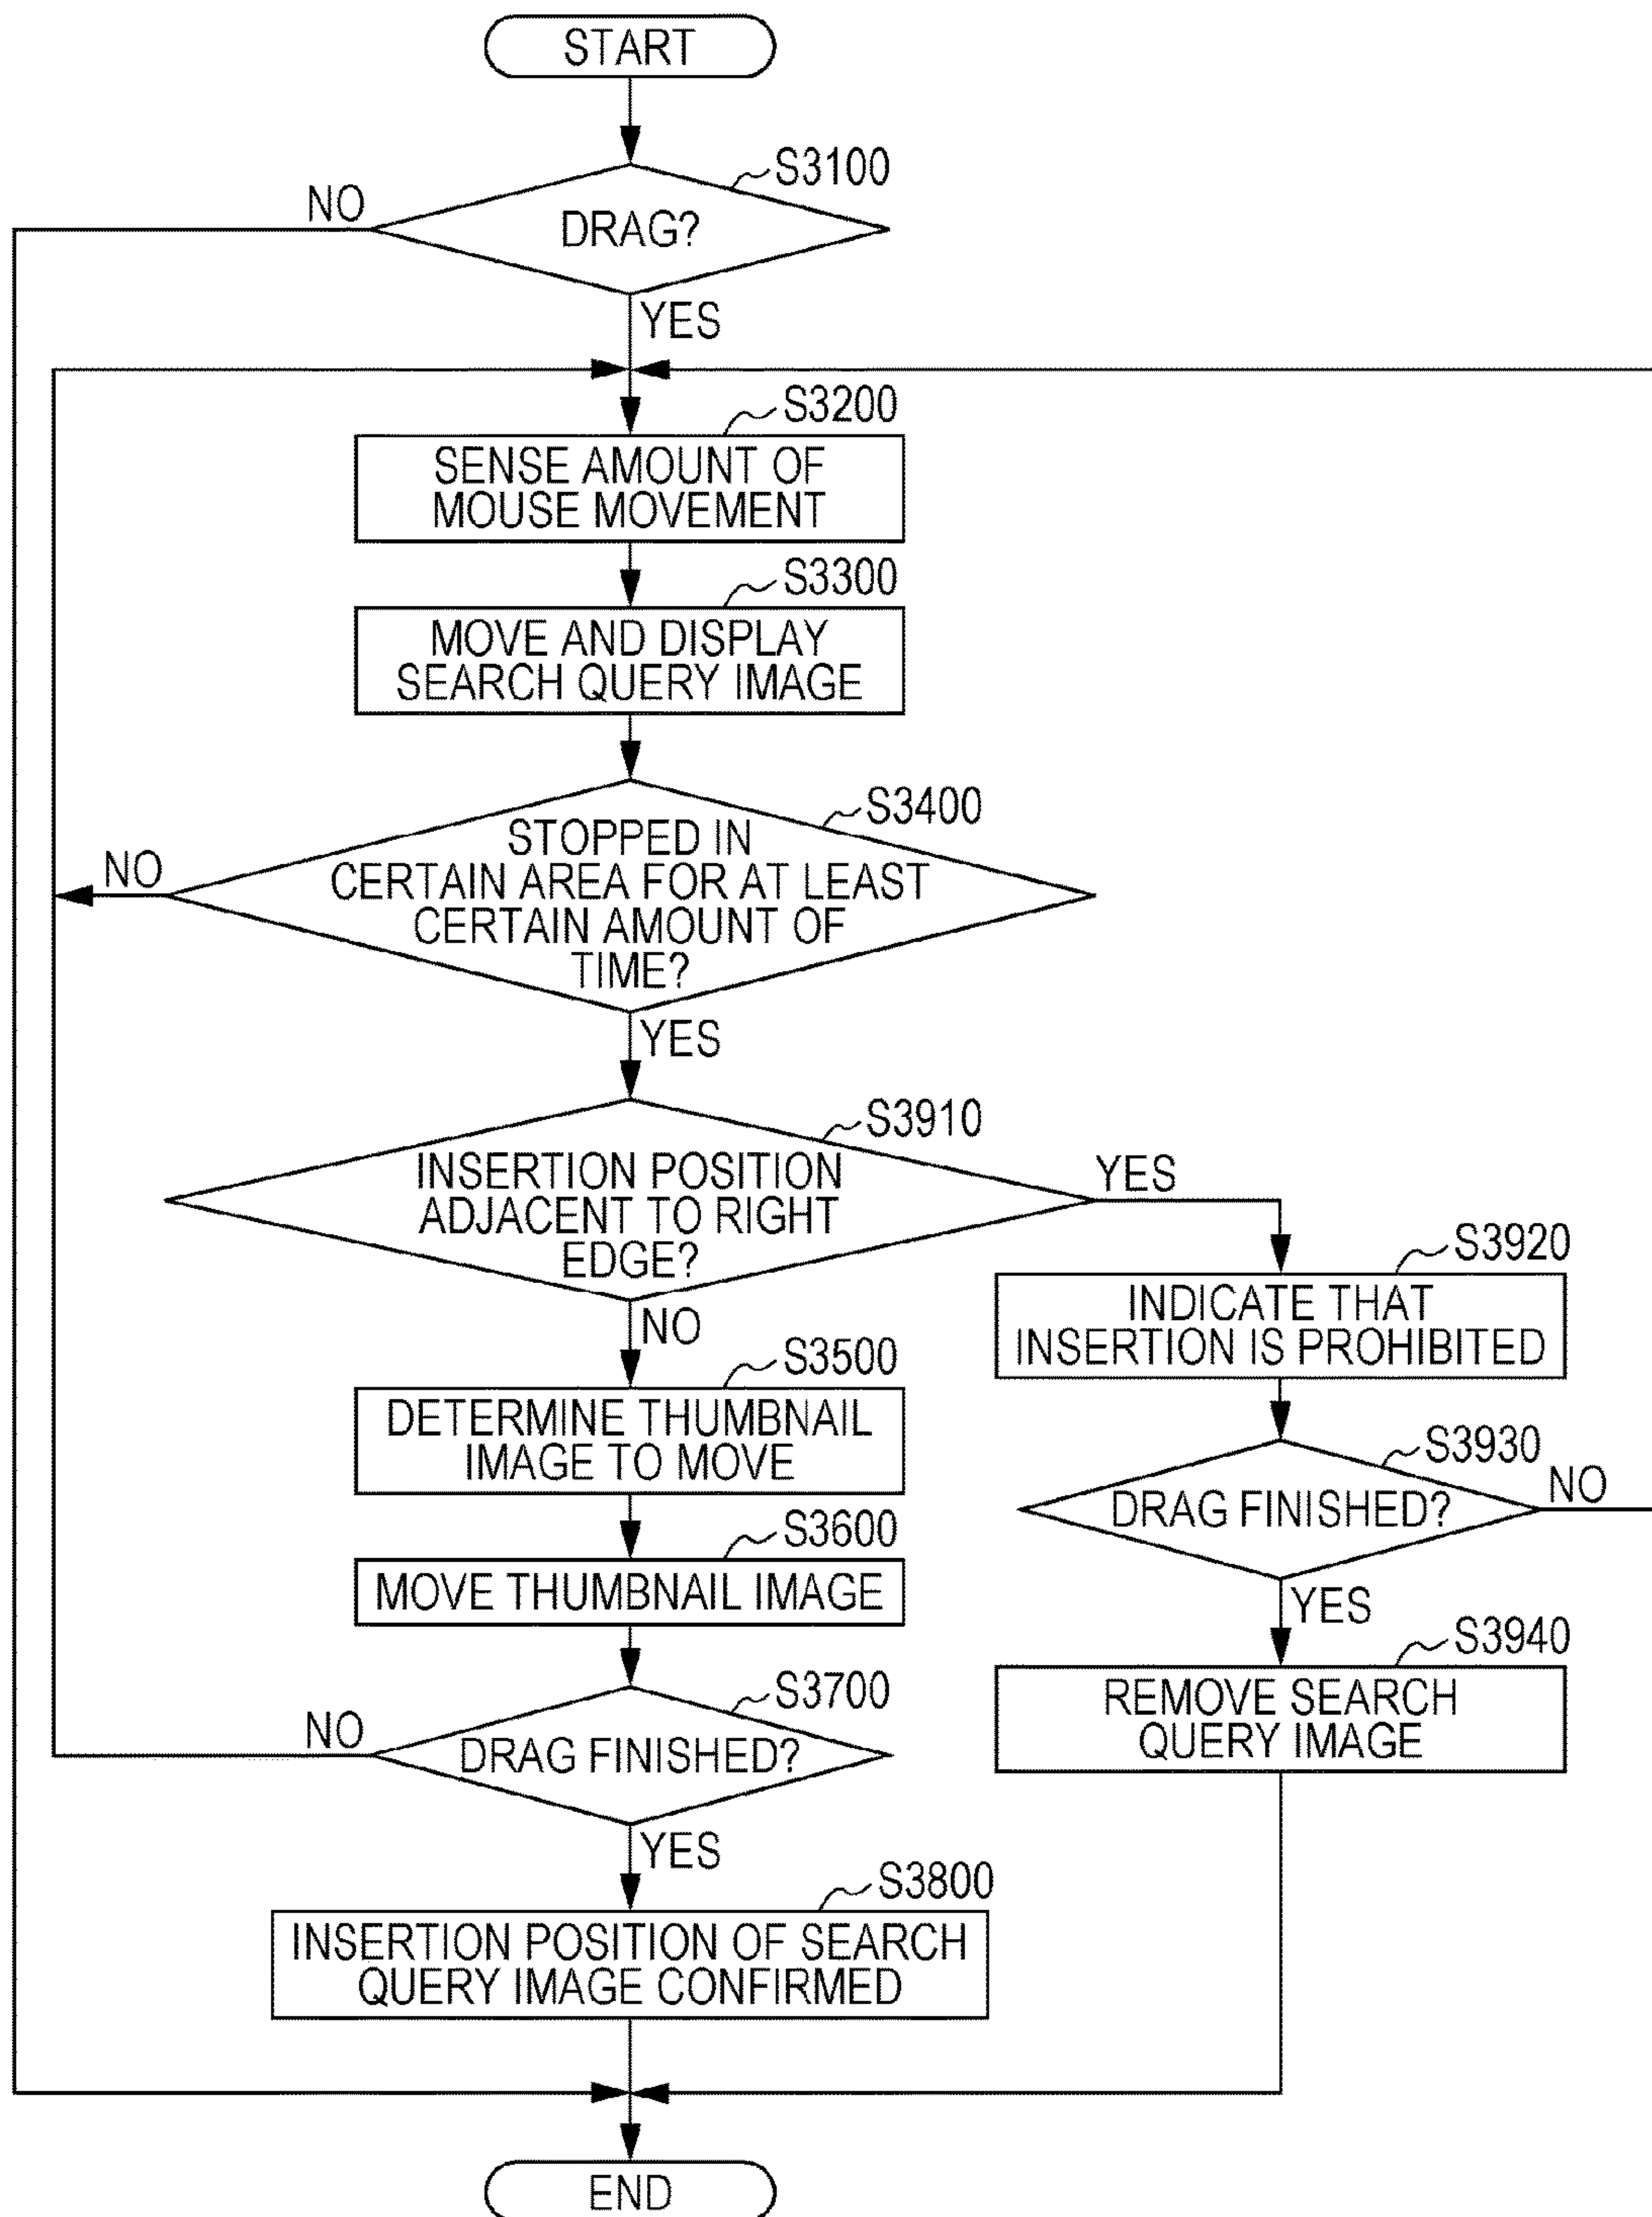 START
S3100
NO
DRAG?
YES
S3200
SENSE AMOUNT OF
MOUSE MOVEMENT
S3300
MOVE AND DISPLAY
SEARCH QUERY IMAGE
S3400
NO
STOPPED IN
CERTAIN AREA FOR AT LEAST
CERTAIN AMOUNT OF
TIME?
YES
S3910
INSERTION POSITION
ADJACENT TO RIGHT
EDGE?
YES
NO
S3920
INDICATE THAT
INSERTION IS PROHIBITED
S3500
DETERMINE THUMBNAIL
IMAGE TO MOVE
S3930
DRAG FINISHED?
NO
S3600
MOVE THUMBNAIL IMAGE
YES
S3940
REMOVE SEARCH
QUERY IMAGE
S3700
NO
DRAG FINISHED?
YES
S3800
INSERTION POSITION OF SEARCH
QUERY IMAGE CONFIRMED
END